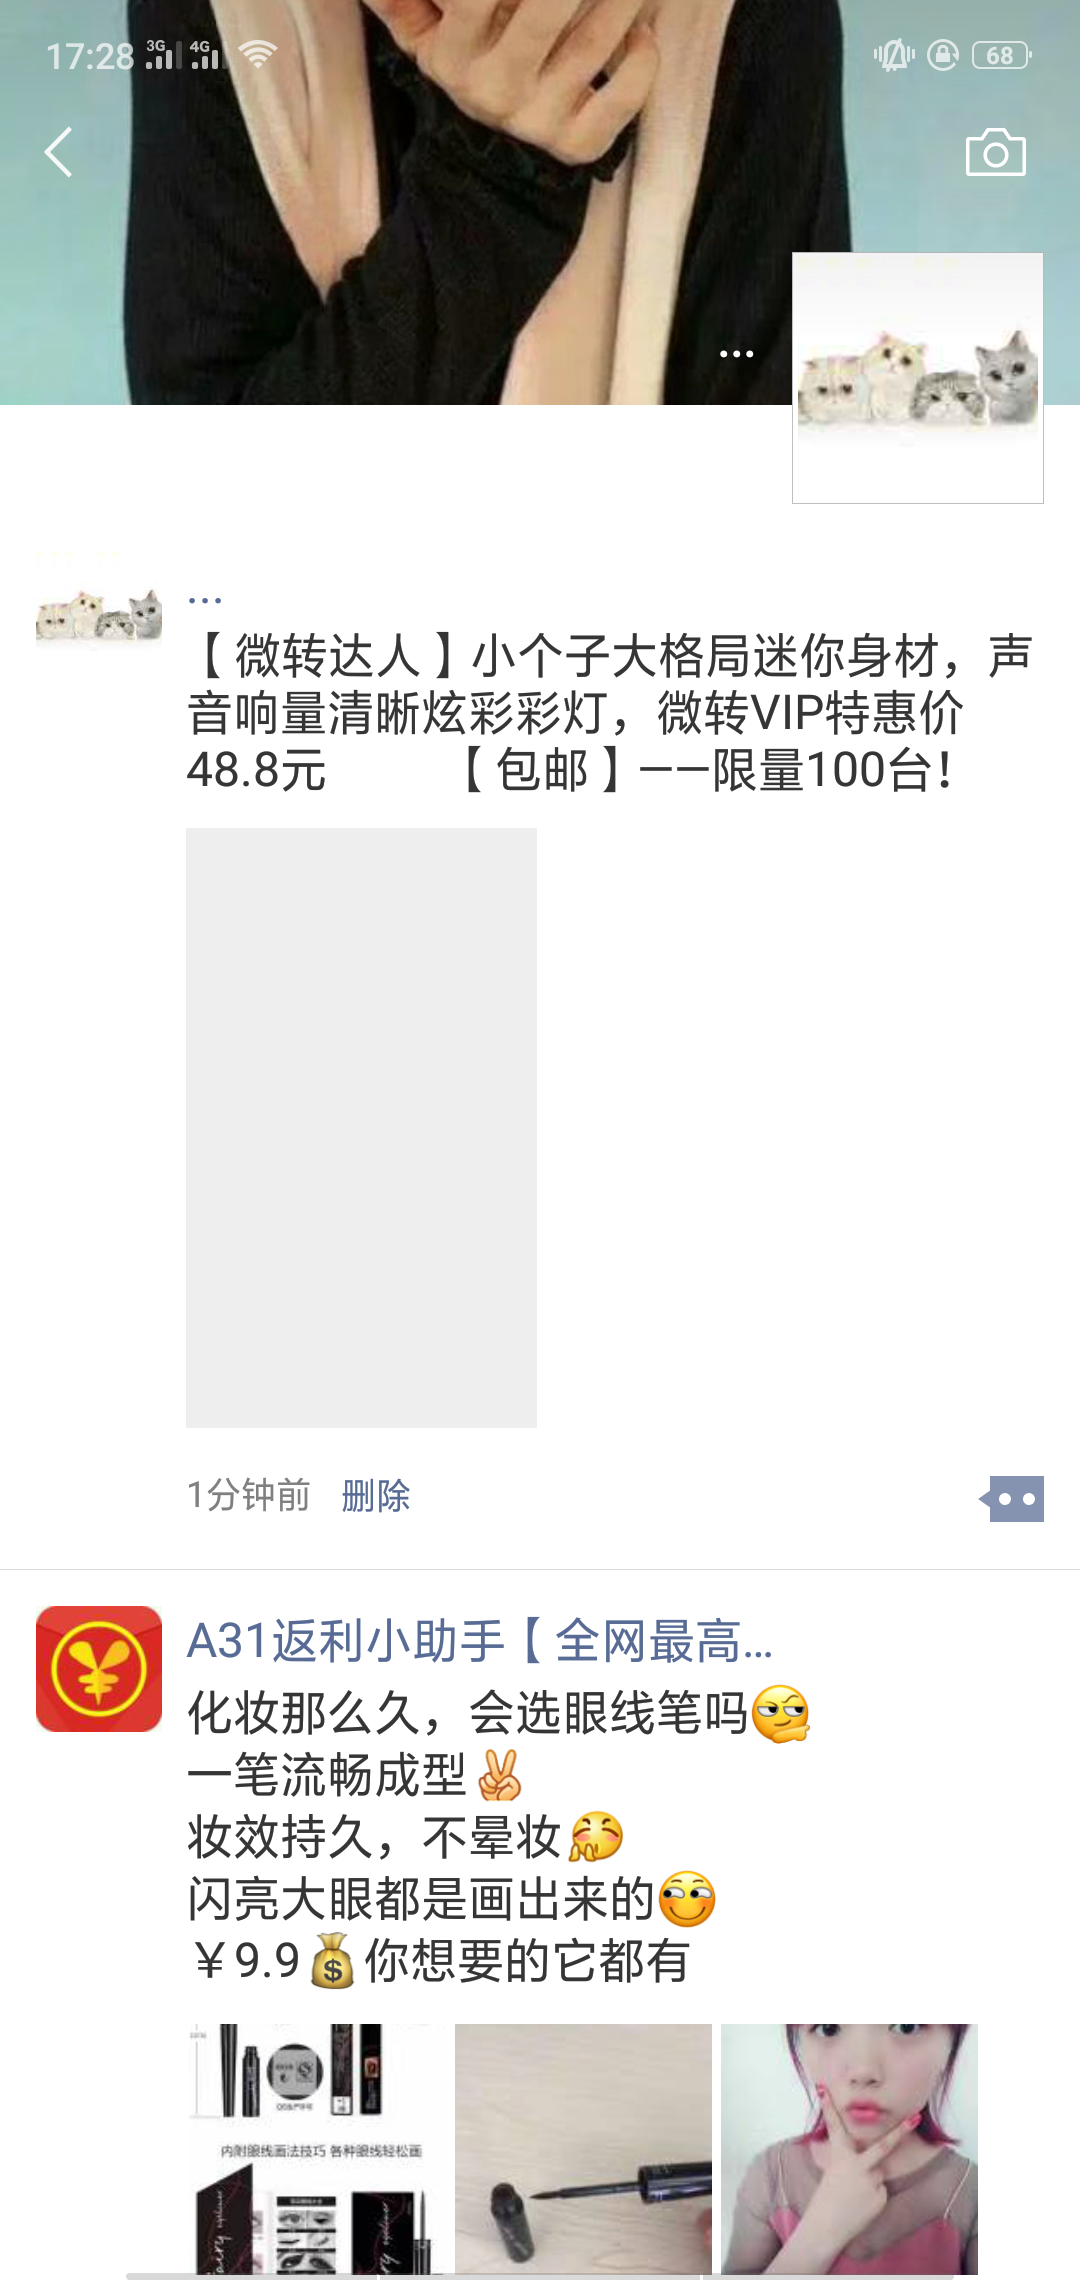 17:28 3G 4G 68
...
...
【 微转达人 】小个子大格局迷你身材，声
音响量清晰炫彩彩灯，微转VIP特惠价
48.8元 【 包邮 】——限量100台！
1分钟前 删除
A31返利小助手【 全网最高...
化妆那么久，会选眼线笔吗
一笔流畅成型✌
妆效持久，不晕妆
闪亮大眼都是画出来的
￥9.9💰你想要的它都有
内附眼线画法技巧 各种眼线轻松画